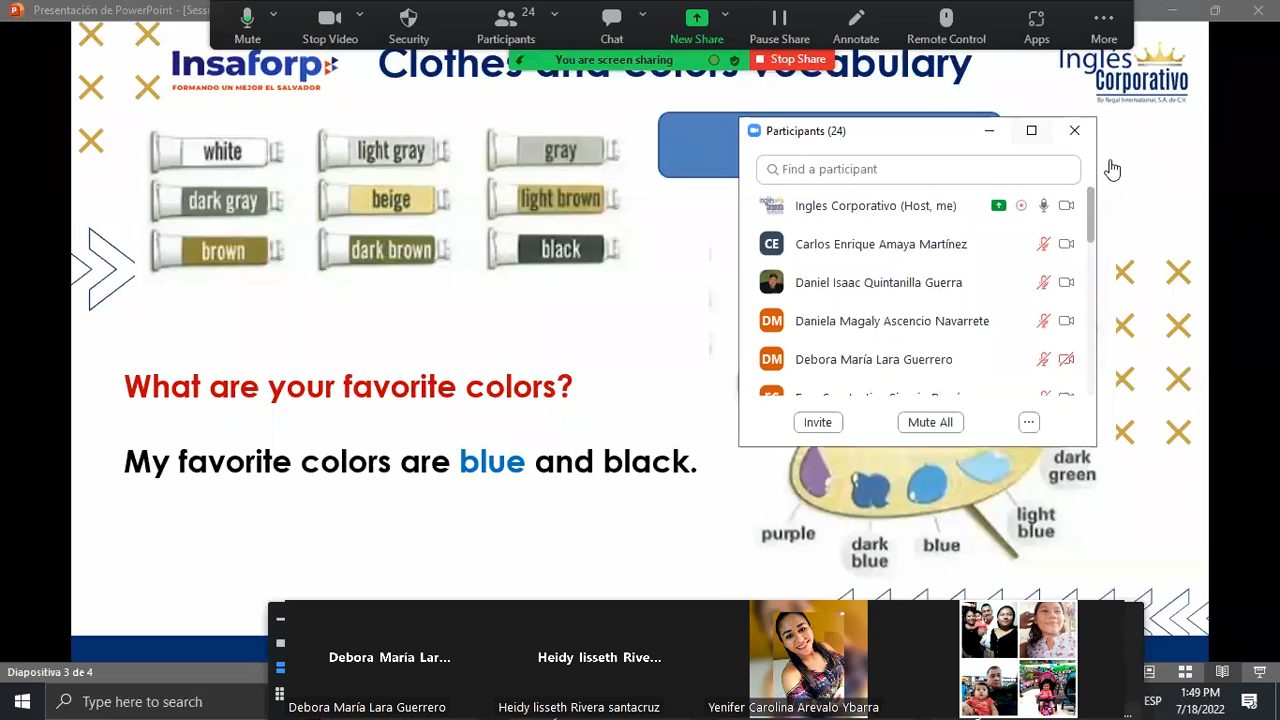 Presentación de PowerPoint - [Sess
Mute
Stop Video
Security
24
Participants
Chat
New Share
Pause Share
Annotate
Remote Control
Apps
More
You are screen sharing
Stop Share
Insaforp
FORMANDO UN MEJOR EL SALVADOR
Clothes and colors vocabulary
Inglés
Corporativo
By Regal International, S.A. de C.V.
white
light gray
gray
dark gray
beige
light brown
brown
dark brown
black
Participants (24)
Find a participant
Ingles Corporativo (Host, me)
CE
Carlos Enrique Amaya Martínez
Daniel Isaac Quintanilla Guerra
DM
Daniela Magaly Ascencio Navarrete
DM
Debora María Lara Guerrero
Invite
Mute All
What are your favorite colors?
My favorite colors are blue and black.
dark
green
light
blue
purple
dark
blue
blue
Debora María Lar...
Heidy lisseth Rive...
Debora María Lara Guerrero
Heidy lisseth Rivera santacruz
Yenifer Carolina Arevalo Ybarra
Diapositiva 3 de 4
Type here to search
ESP
1:49 PM
7/18/2022